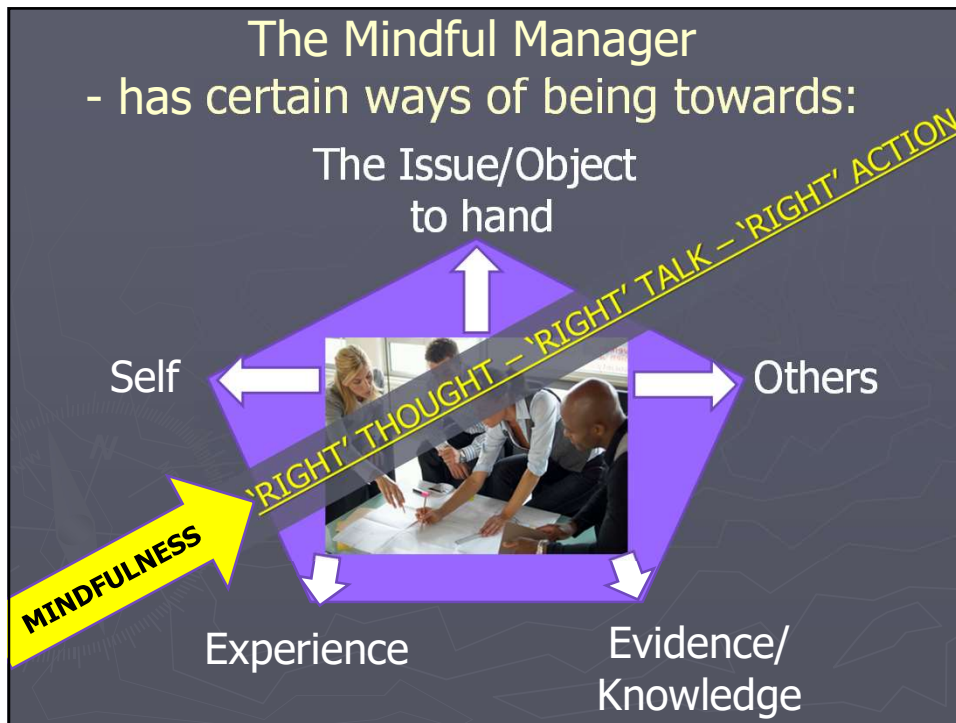 The Mindful Manager
- has certain ways of being towards:
The Issue/Object
to hand
Self
Others
‘RIGHT’ THOUGHT – ‘RIGHT’ TALK – ‘RIGHT’ ACTION
MINDFULNESS
Experience
Evidence/
Knowledge